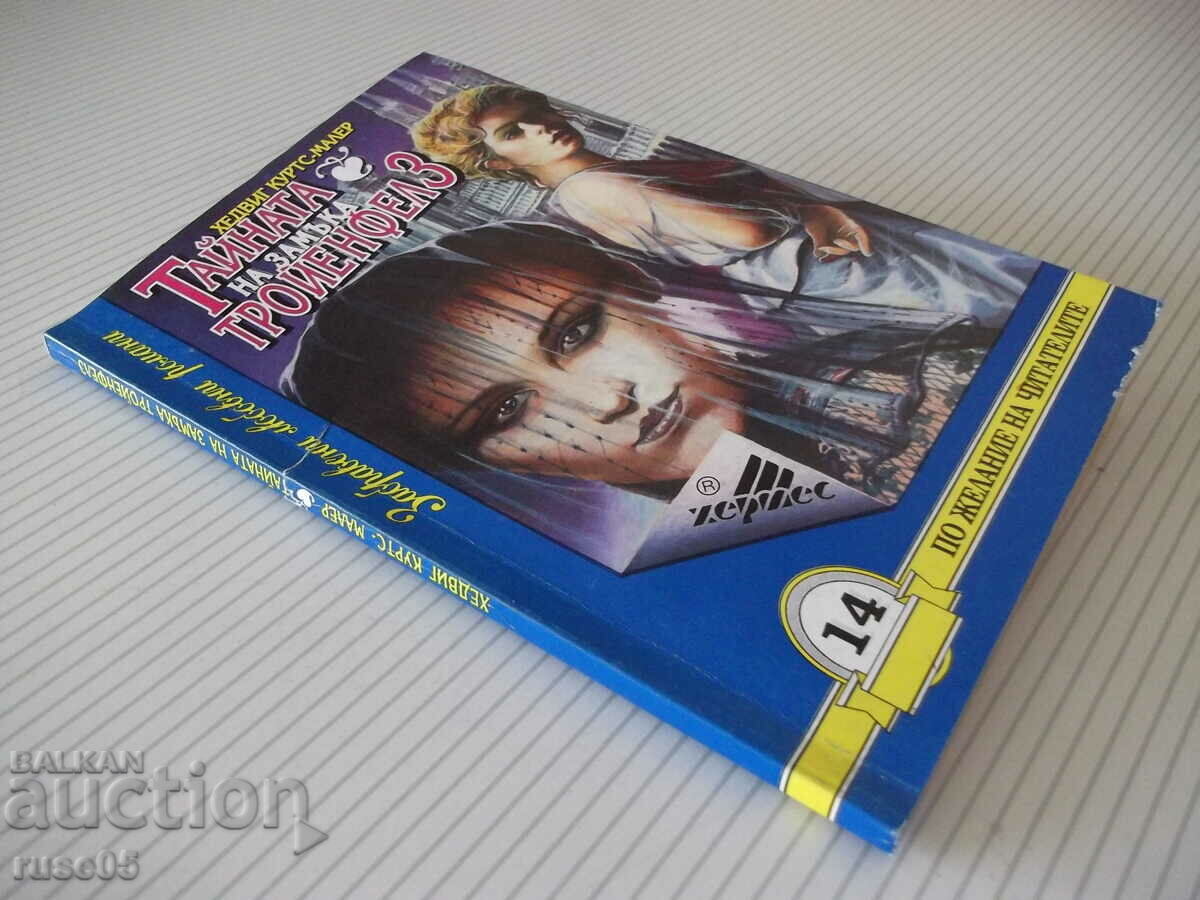 ХЕДВИГ КУРТС-МАЛЕР
ТАЙНАТА
НА ЗАМЪКА
ТРОЙЕНФЕЛЗ
Забравени любовни романи
ХЕДВИГ КУРТС. МАЛЕР ТАЙНАТА НА ЗАМЪКА ТРОЙЕНФЕЛЗ
®
хермес
14
ПО ЖЕЛАНИЕ НА ЧИТАТЕЛИТЕ
BALKAN
auction
ruse05